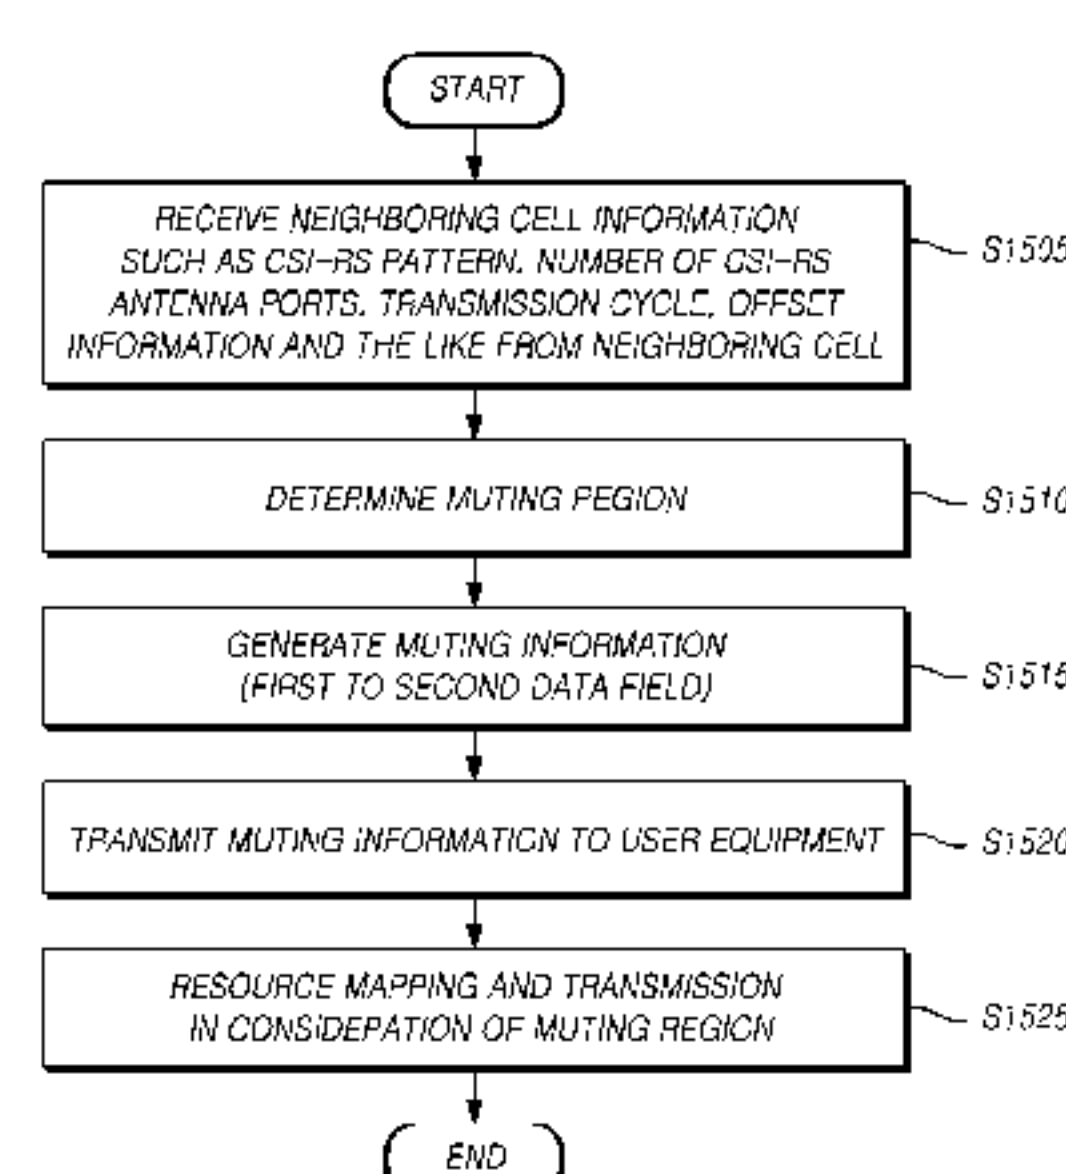 START
RECEIVE NEIGHBORING CELL INFORMATION
SUCH AS CSI-RS PATTERN, NUMBER OF CSI-RS
ANTENNA PORTS, TRANSMISSION CYCLE, OFFSET
INFORMATION AND THE LIKE FROM NEIGHBORING CELL
S1505
DETERMINE MUTING REGION
S1510
GENERATE MUTING INFORMATION
(FIRST TO SECOND DATA FIELD)
S1515
TRANSMIT MUTING INFORMATION TO USER EQUIPMENT
S1520
RESOURCE MAPPING AND TRANSMISSION
IN CONSIDERATION OF MUTING REGION
S1525
END